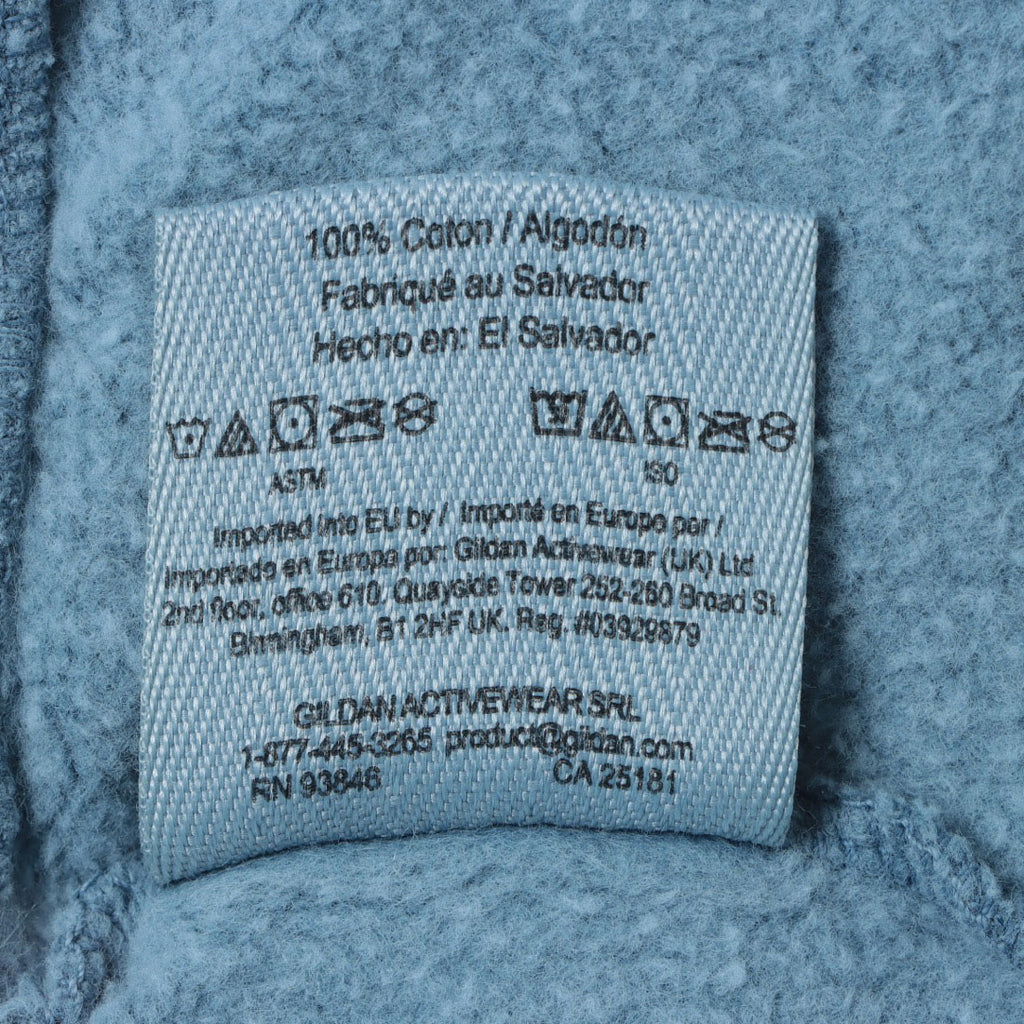 100% Coton / Algodón
Fabriqué au Salvador
Hecho en: El Salvador
ASTM ISO
Imported into EU by / Importé en Europe par /
Importado en Europa por: Gildan Activewear (UK) Ltd
2nd floor, office 610, Quayside Tower 252-260 Broad St.
Birmingham, B1 2HF UK. Reg. #03929879
GILDAN ACTIVEWEAR SRL
1-877-445-3265 product@gildan.com
RN 93846 CA 25181